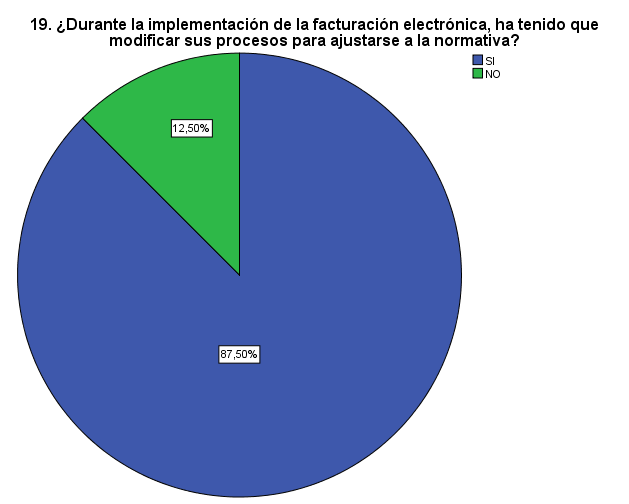 19. ¿Durante la implementación de la facturación electrónica, ha tenido que
modificar sus procesos para ajustarse a la normativa?
SI
NO
12,50%
87,50%